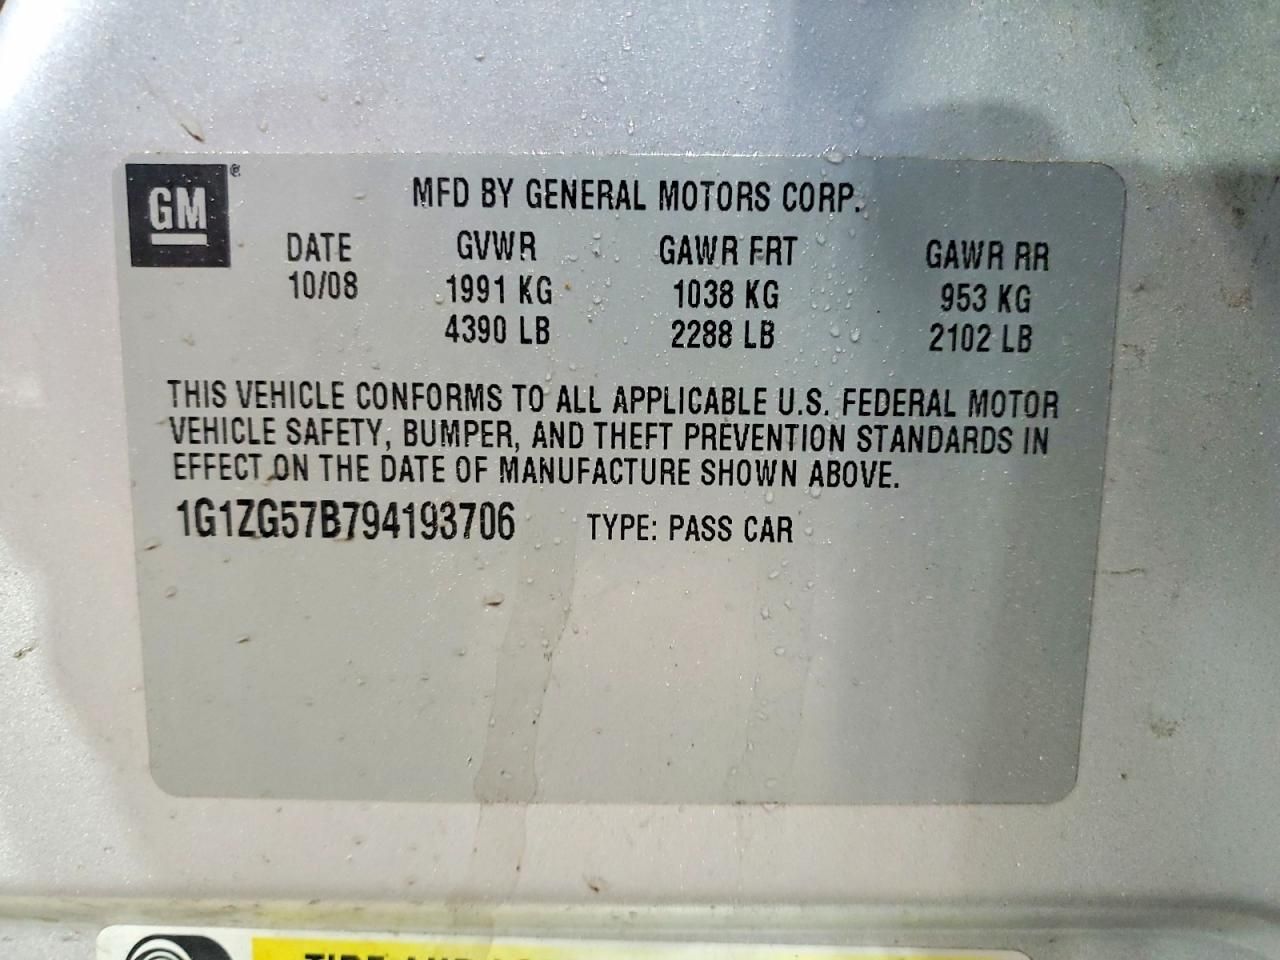 GM ®
MFD BY GENERAL MOTORS CORP.
DATE GVWR GAWR FRT GAWR RR
10/08 1991 KG 1038 KG 953 KG
4390 LB 2288 LB 2102 LB
THIS VEHICLE CONFORMS TO ALL APPLICABLE U.S. FEDERAL MOTOR
VEHICLE SAFETY, BUMPER, AND THEFT PREVENTION STANDARDS IN
EFFECT ON THE DATE OF MANUFACTURE SHOWN ABOVE.
1G1ZG57B794193706 TYPE: PASS CAR
TIRE AND